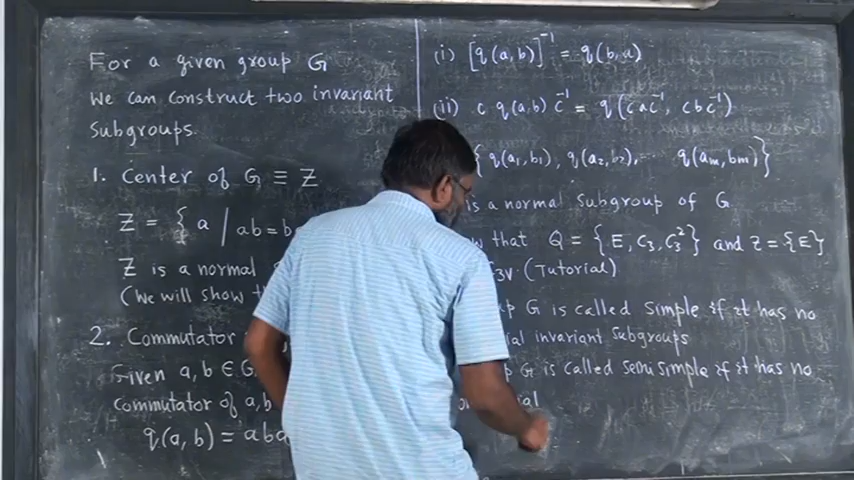 For a given group G
We can construct two invariant
Subgroups.
1. Center of G ≡ Z
Z = { a / ab = b
Z is a normal
(We will show th
2. Commutator
Given a, b ∈ G
commutator of a, b
q(a, b) = aba
(i) [q(a, b)]⁻¹ = q(b, a)
(ii) c q(a, b) c⁻¹ = q(cac⁻¹, cbc⁻¹)
{q(a₁, b₁), q(a₂, b₂), -- q(am, bm)}
is a normal subgroup of G
that Q = {E, C₃, C₃²} and Z = {E}
C3V (Tutorial)
G is called simple if it has no
invariant subgroups
G is called semi simple, if it has no